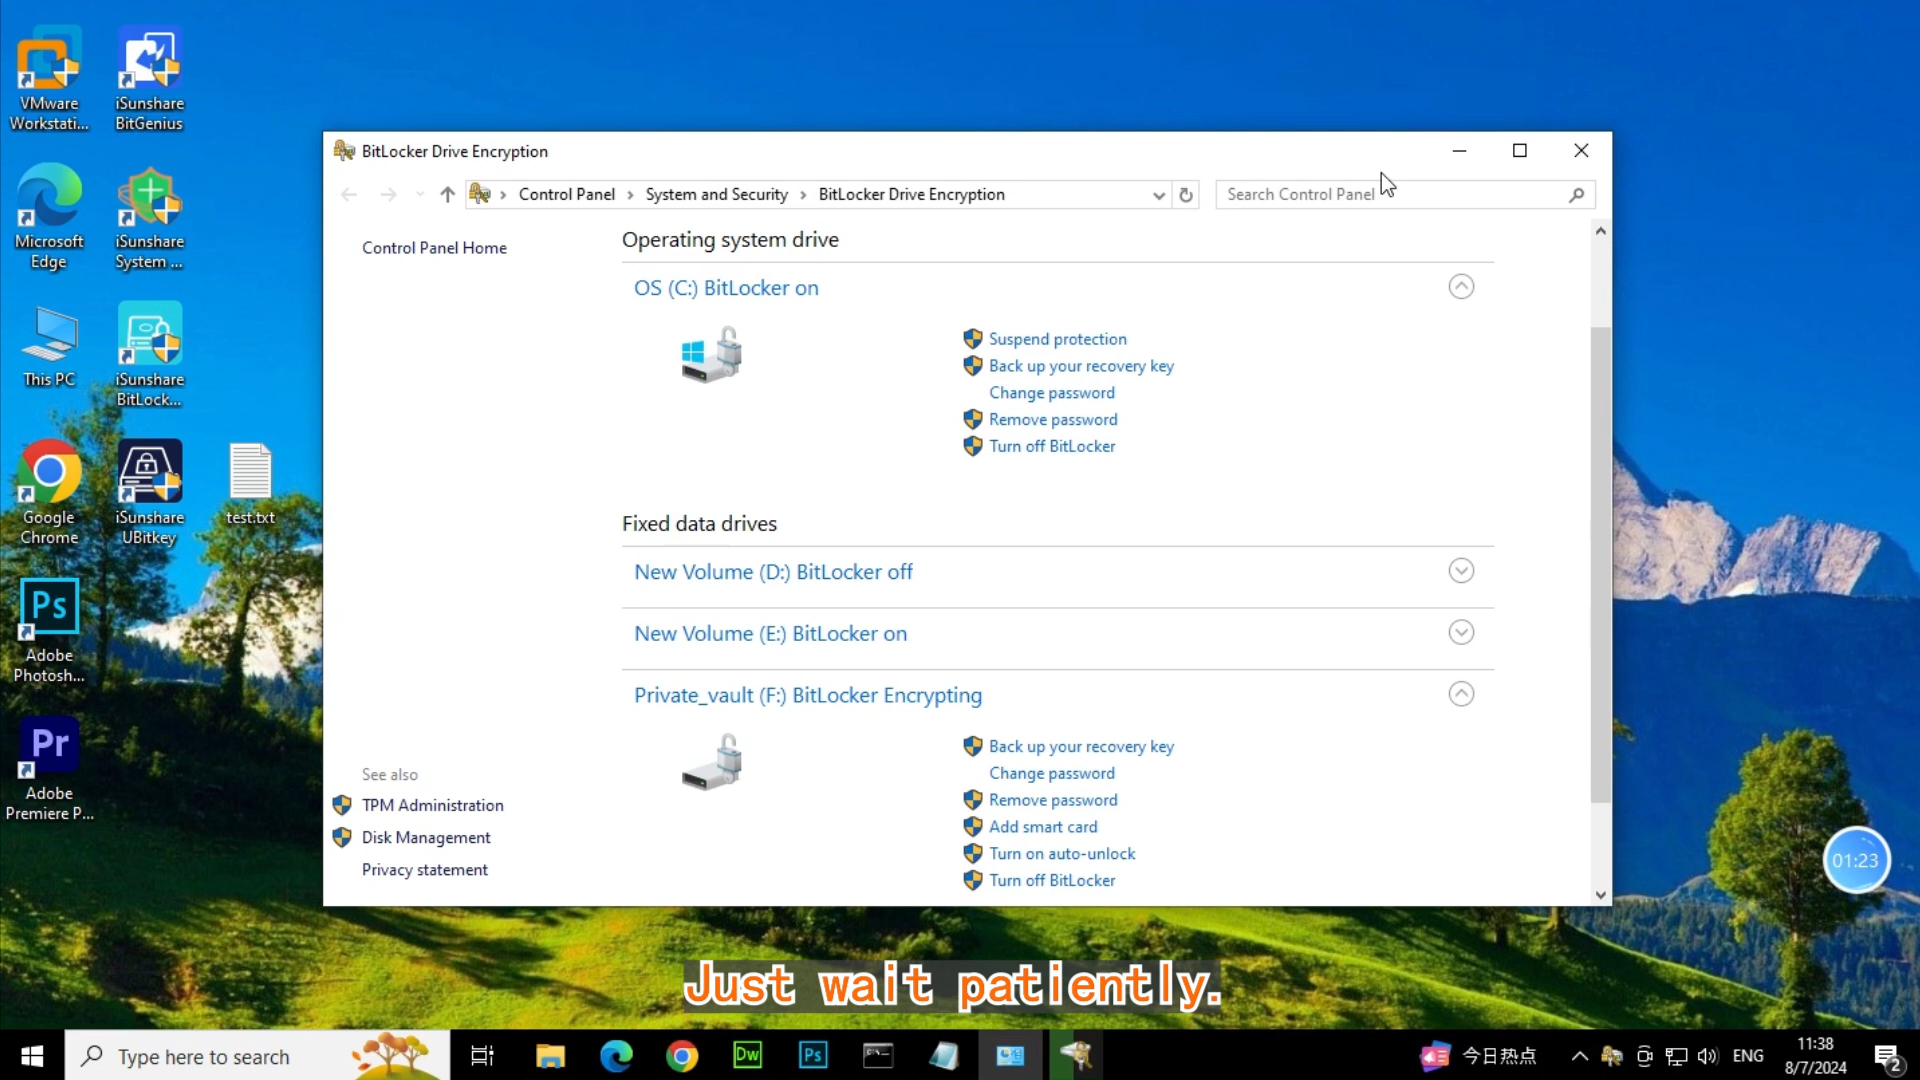 VMware
Workstati...
iSunshare
BitGenius
Microsoft
Edge
iSunshare
System ...
This PC
iSunshare
BitLock...
Google
Chrome
iSunshare
UBitkey
test.txt
Ps
Adobe
Photosh...
Pr
Adobe
Premiere P...
BitLocker Drive Encryption
Control Panel
System and Security
BitLocker Drive Encryption
Search Control Panel
Control Panel Home
Operating system drive
OS (C:) BitLocker on
Suspend protection
Back up your recovery key
Change password
Remove password
Turn off BitLocker
Fixed data drives
New Volume (D:) BitLocker off
New Volume (E:) BitLocker on
Private_vault (F:) BitLocker Encrypting
Back up your recovery key
Change password
Remove password
Add smart card
Turn on auto-unlock
Turn off BitLocker
See also
TPM Administration
Disk Management
Privacy statement
01:23
Just wait patiently.
Type here to search
Dw
Ps
今日热点
ENG
11:38
8/7/2024
2